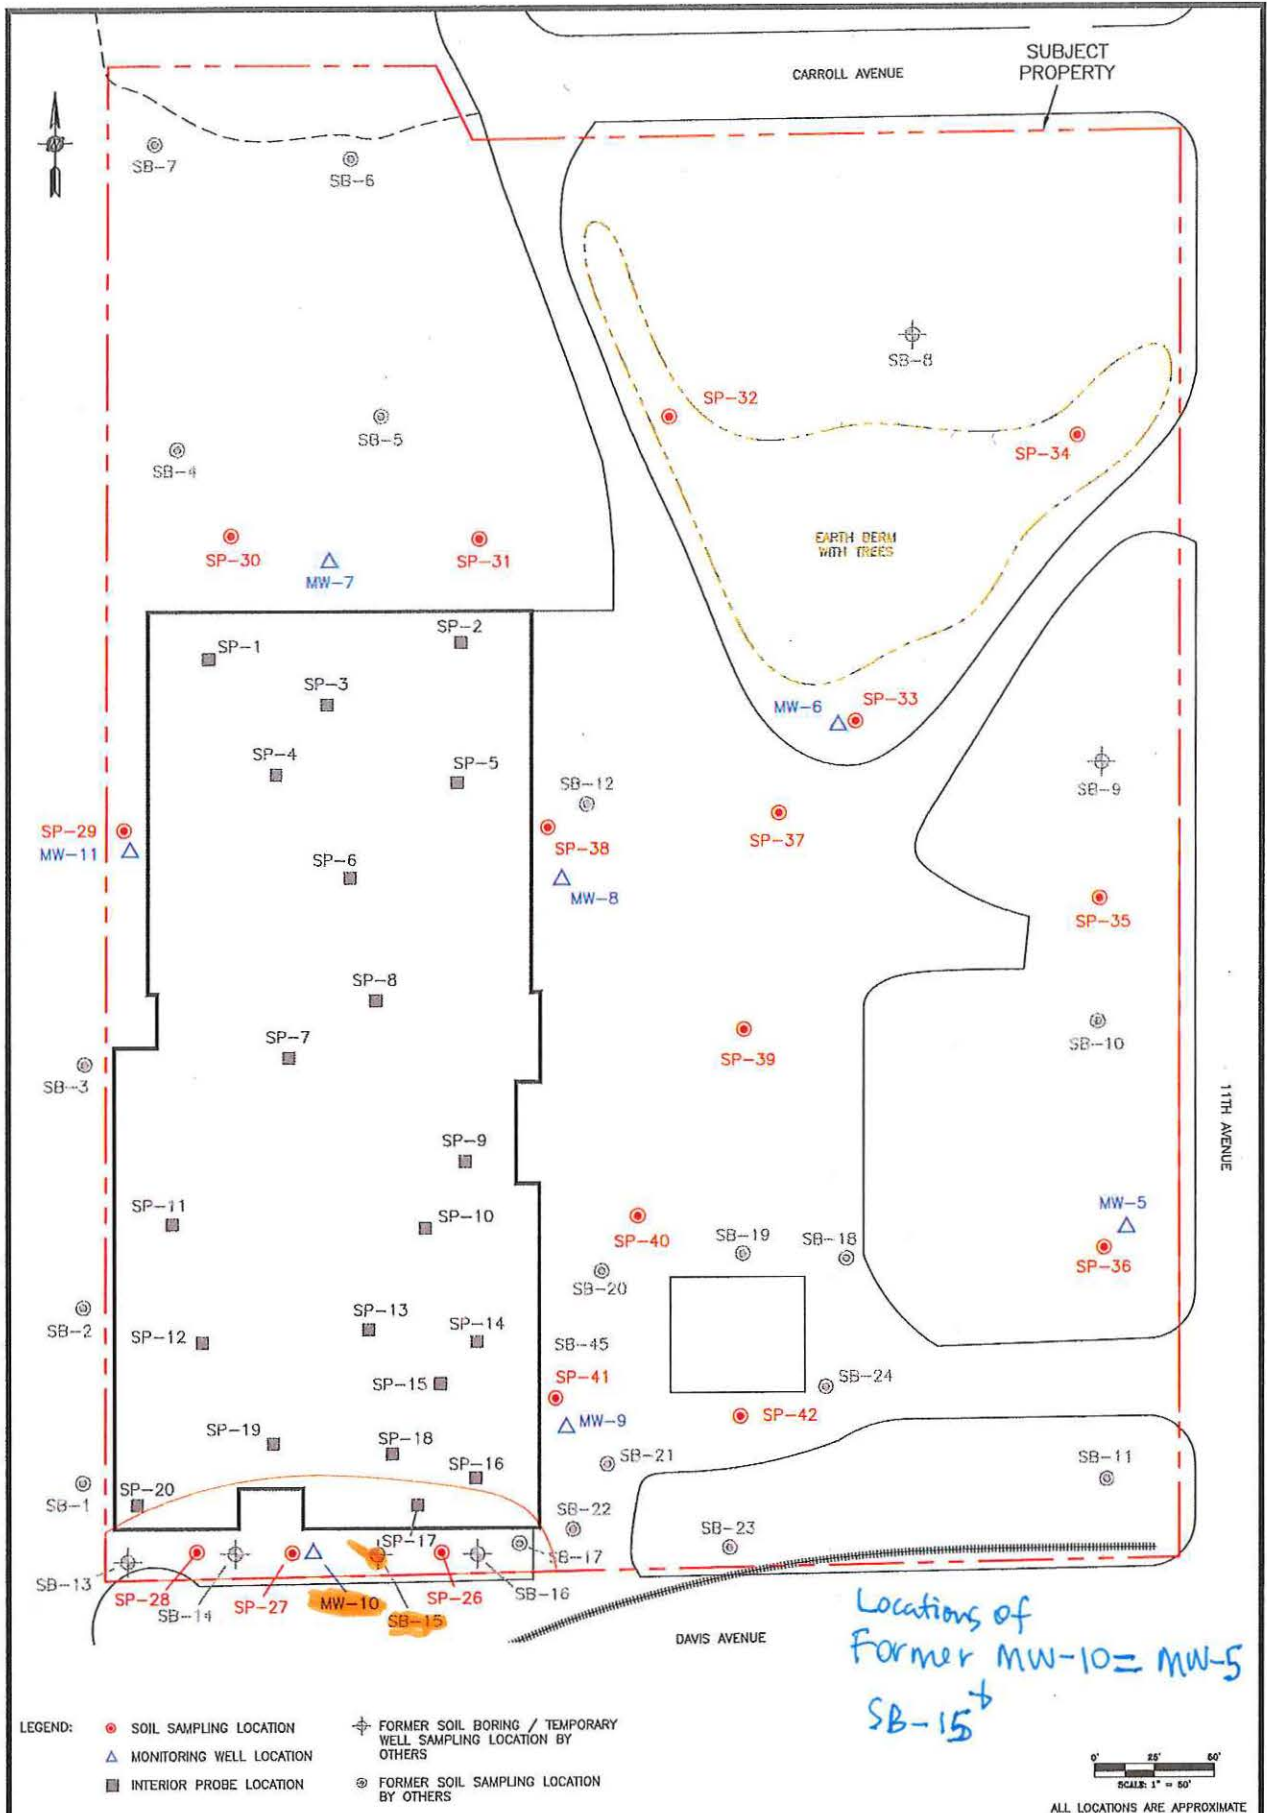 CARROLL AVENUE
SUBJECT
PROPERTY
SB-7
SB-6
SB-8
SP-32
SB-5
SP-34
SB-4
EARTH BERM
WITH TREES
SP-30
SP-31
MW-7
SP-2
SP-1
SP-3
MW-6
SP-33
SP-4
SP-5
SB-12
SB-9
SP-29
SP-38
SP-37
MW-11
SP-6
MW-8
SP-35
SP-8
SP-7
SP-39
SB-10
SB-3
11TH AVENUE
SP-9
SP-11
SP-10
MW-5
SP-40
SB-19
SB-18
SP-36
SB-20
SP-13
SP-14
SB-2
SP-12
SB-45
SP-15
SP-41
SB-24
MW-9
SP-42
SP-19
SP-18
SB-21
SP-16
SB-11
SB-1
SP-20
SB-22
SB-23
SP-17
SB-17
SB-13
SP-28
SB-14
SP-27
MW-10
SB-15
SP-26
SB-16
DAVIS AVENUE
Locations of
Former MW-10 = MW-5
+
SB-15
LEGEND:
SOIL SAMPLING LOCATION
MONITORING WELL LOCATION
INTERIOR PROBE LOCATION
FORMER SOIL BORING / TEMPORARY
WELL SAMPLING LOCATION BY
OTHERS
FORMER SOIL SAMPLING LOCATION
BY OTHERS
0' 25' 50'
SCALE: 1" = 50'
ALL LOCATIONS ARE APPROXIMATE